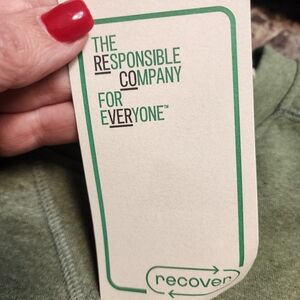 THE
RESPONSIBLE
COMPANY
FOR
EVERYONE™
recover